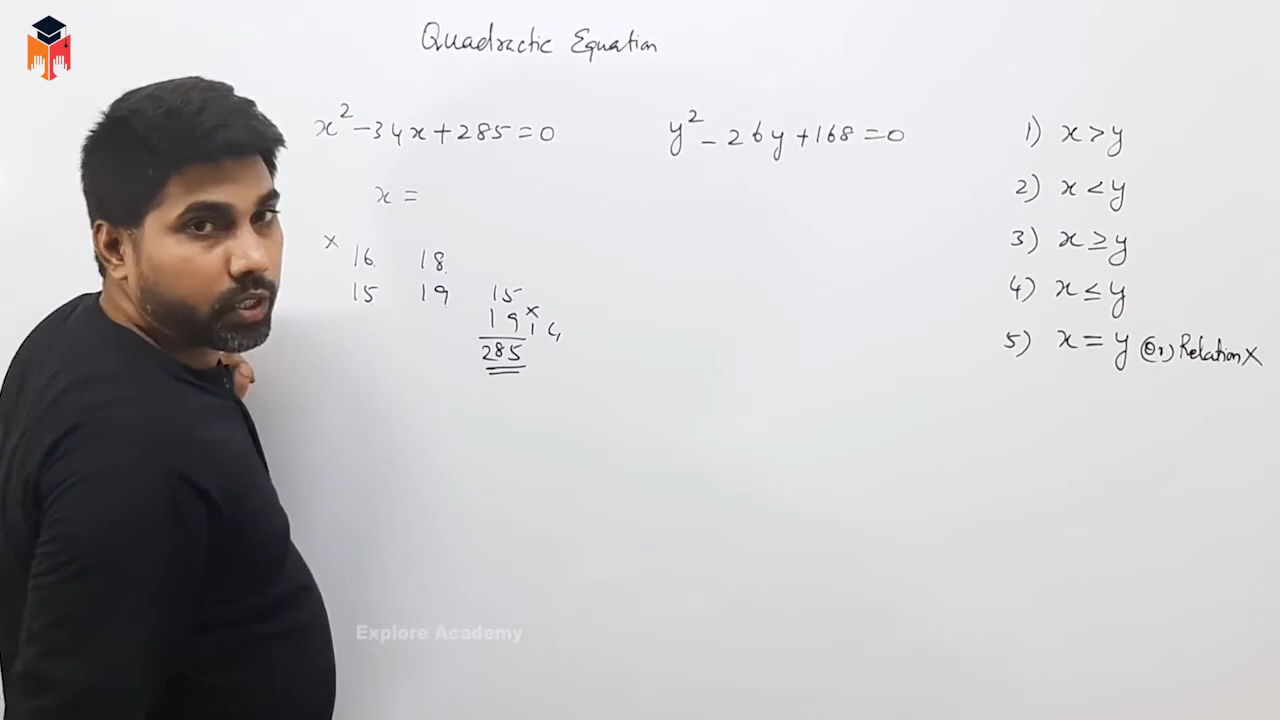 Quadractic Equation
x² - 34x + 285 = 0
y² - 26y + 168 = 0
1) x > y
2) x < y
3) x ≥ y
4) x ≤ y
5) x = y (or) Relation X
x =
x 16 18
15 19
15
19 x
285
Explore Academy